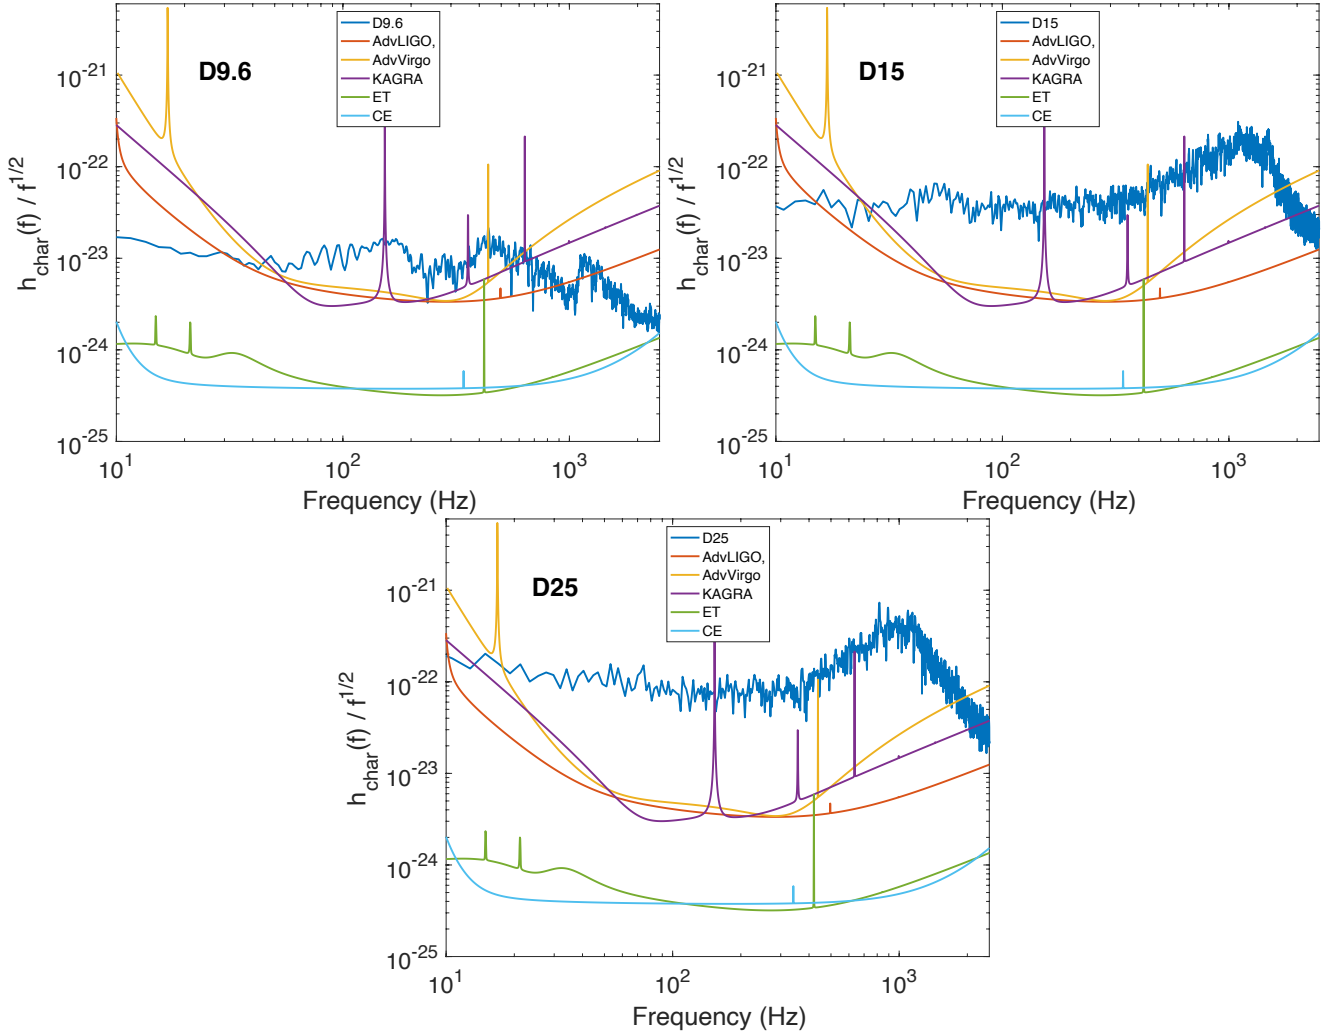 D9.6
AdvLIGO,
AdvVirgo
KAGRA
ET
CE
D9.6
10^-21
10^-22
10^-23
10^-24
10^-25
h_char(f) / f^1/2
10^1
10^2
10^3
Frequency (Hz)
D15
AdvLIGO,
AdvVirgo
KAGRA
ET
CE
D15
10^-21
10^-22
10^-23
10^-24
10^-25
h_char(f) / f^1/2
10^1
10^2
10^3
Frequency (Hz)
D25
AdvLIGO,
AdvVirgo
KAGRA
ET
CE
D25
10^-21
10^-22
10^-23
10^-24
10^-25
h_char(f) / f^1/2
10^1
10^2
10^3
Frequency (Hz)